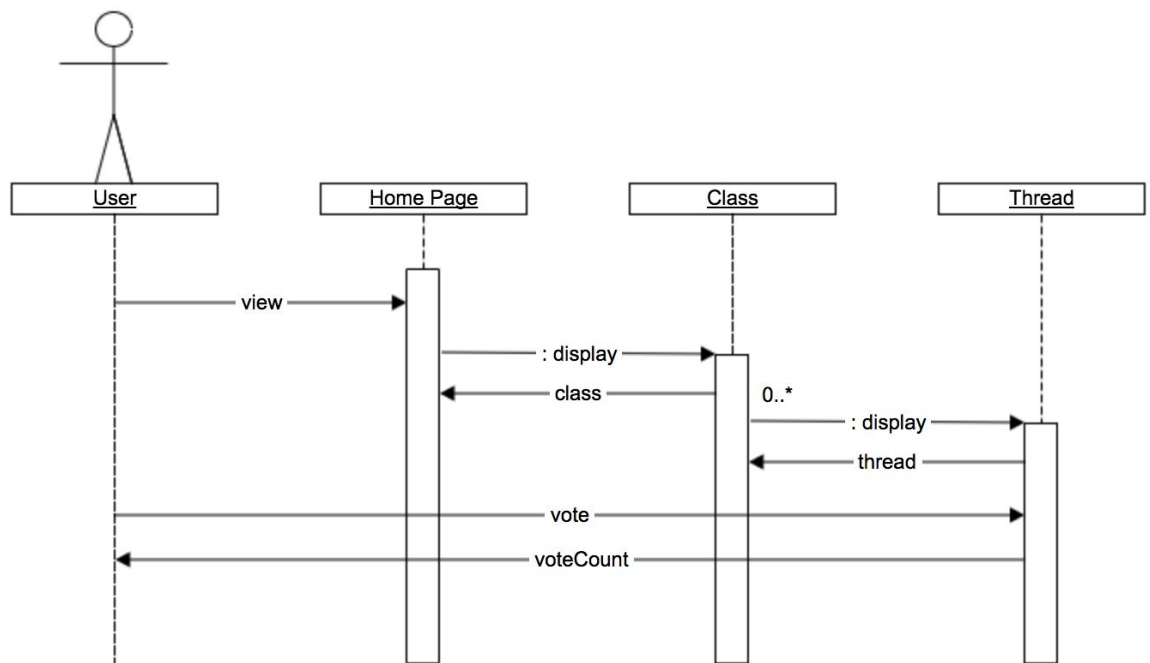 User
Home Page
Class
Thread
view
: display
class
0..*
: display
thread
vote
voteCount